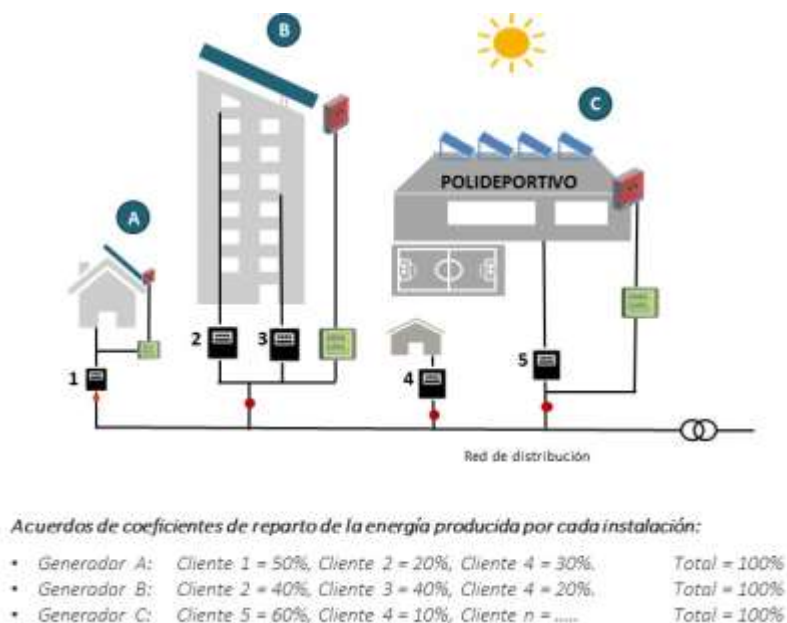 B
C
POLIDEPORTIVO
A
2
3
1
4
5
Red de distribución
Acuerdos de coeficientes de reparto de la energía producida por cada instalación:
• Generador A: Cliente 1 = 50%, Cliente 2 = 20%, Cliente 4 = 30%. Total = 100%
• Generador B: Cliente 2 = 40%, Cliente 3 = 40%, Cliente 4 = 20%. Total = 100%
• Generador C: Cliente 5 = 60%, Cliente 4 = 10%, Cliente n = ..... Total = 100%